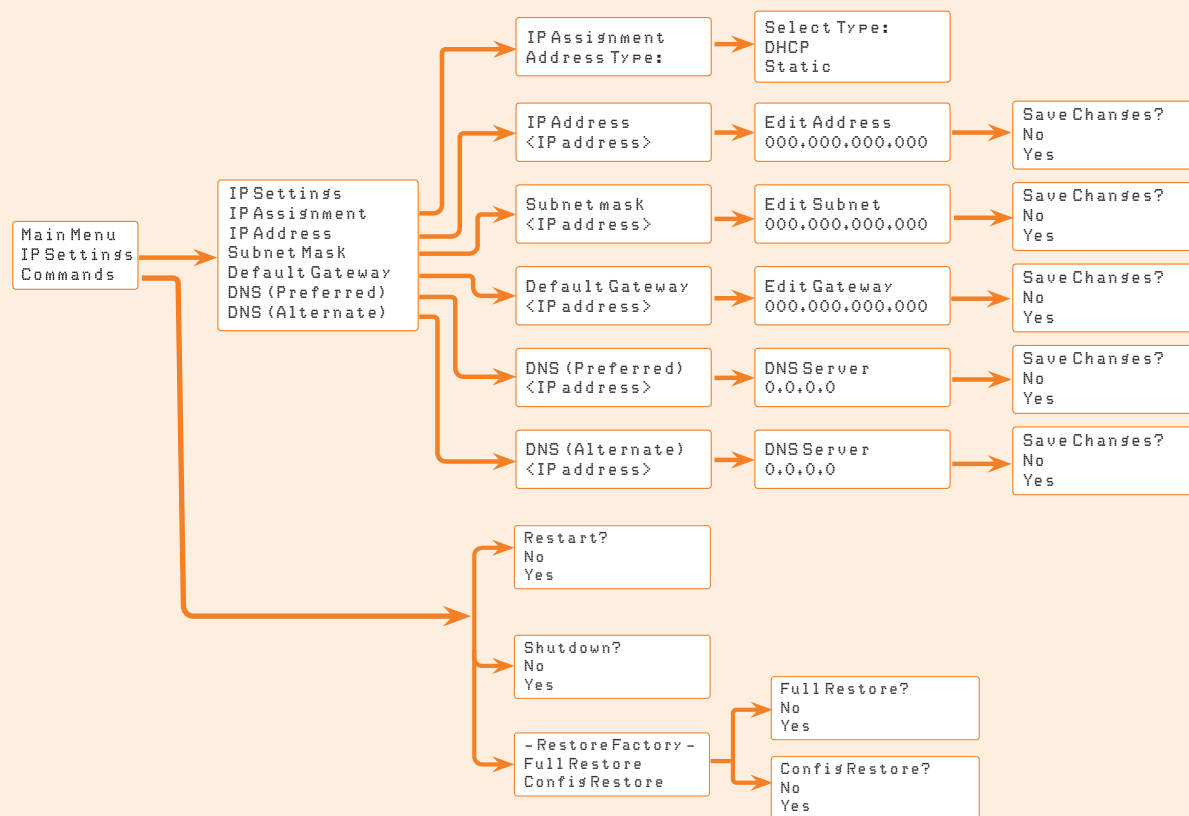 Main Menu
IP Settings
Commands
IP Settings
IP Assignment
IP Address
Subnet Mask
Default Gateway
DNS (Preferred)
DNS (Alternate)
IP Assignment
Address Type:
Select Type:
DHCP
Static
IP Address
<IP address>
Edit Address
000.000.000.000
Save Changes?
No
Yes
Subnet mask
<IP address>
Edit Subnet
000.000.000.000
Save Changes?
No
Yes
Default Gateway
<IP address>
Edit Gateway
000.000.000.000
Save Changes?
No
Yes
DNS (Preferred)
<IP address>
DNS Server
0.0.0.0
Save Changes?
No
Yes
DNS (Alternate)
<IP address>
DNS Server
0.0.0.0
Save Changes?
No
Yes
Restart?
No
Yes
Shutdown?
No
Yes
- Restore Factory -
Full Restore
Config Restore
Full Restore?
No
Yes
Config Restore?
No
Yes